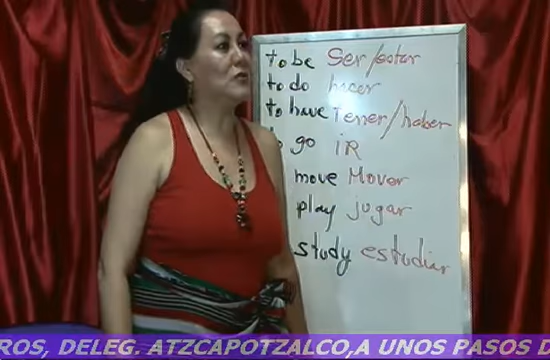 to be Ser/estar
to do hacer
to have Tener/haber
go iR
move Mover
play jugar
study estudiar
ROS, DELEG. ATZCAPOTZALCO,A UNOS PASOS D